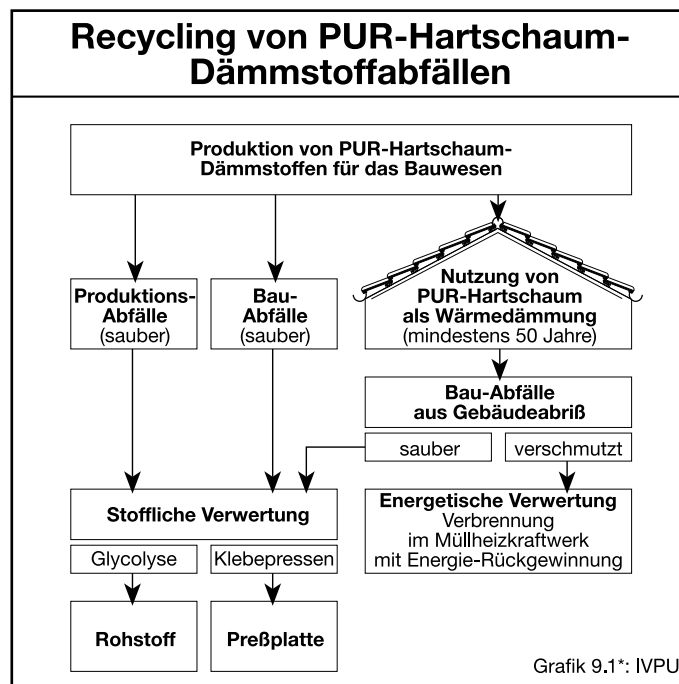 Recycling von PUR-Hartschaum-
Dämmstoffabfällen
Produktion von PUR-Hartschaum-
Dämmstoffen für das Bauwesen
Produktions-
Abfälle
(sauber)
Bau-
Abfälle
(sauber)
Nutzung von
PUR-Hartschaum
als Wärmedämmung
(mindestens 50 Jahre)
Bau-Abfälle
aus Gebäudeabriß
sauber
verschmutzt
Stoffliche Verwertung
Energetische Verwertung
Verbrennung
im Müllheizkraftwerk
mit Energie-Rückgewinnung
Glycolyse
Klebepressen
Rohstoff
Preßplatte
Grafik 9.1*: IVPU